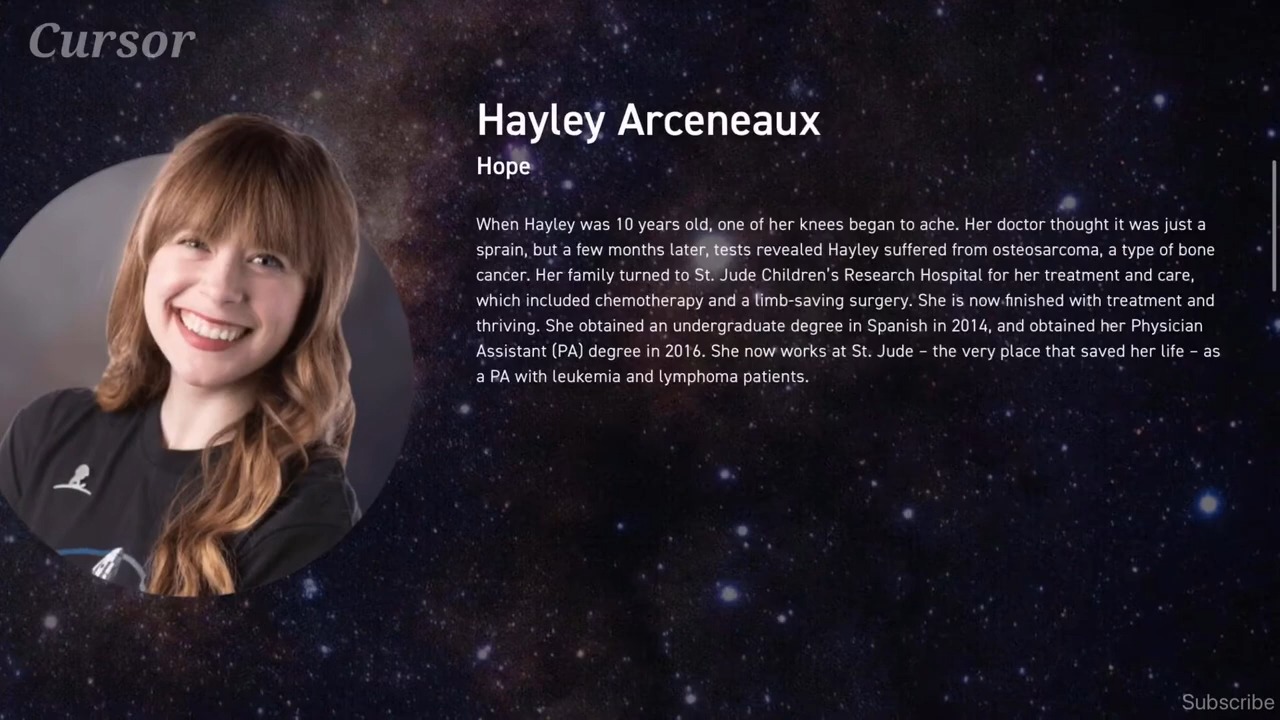 Cursor
Hayley Arceneaux
Hope
When Hayley was 10 years old, one of her knees began to ache. Her doctor thought it was just a
sprain, but a few months later, tests revealed Hayley suffered from osteosarcoma, a type of bone
cancer. Her family turned to St. Jude Children's Research Hospital for her treatment and care,
which included chemotherapy and a limb-saving surgery. She is now finished with treatment and
thriving. She obtained an undergraduate degree in Spanish in 2014, and obtained her Physician
Assistant (PA) degree in 2016. She now works at St. Jude – the very place that saved her life – as
a PA with leukemia and lymphoma patients.
Subscribe